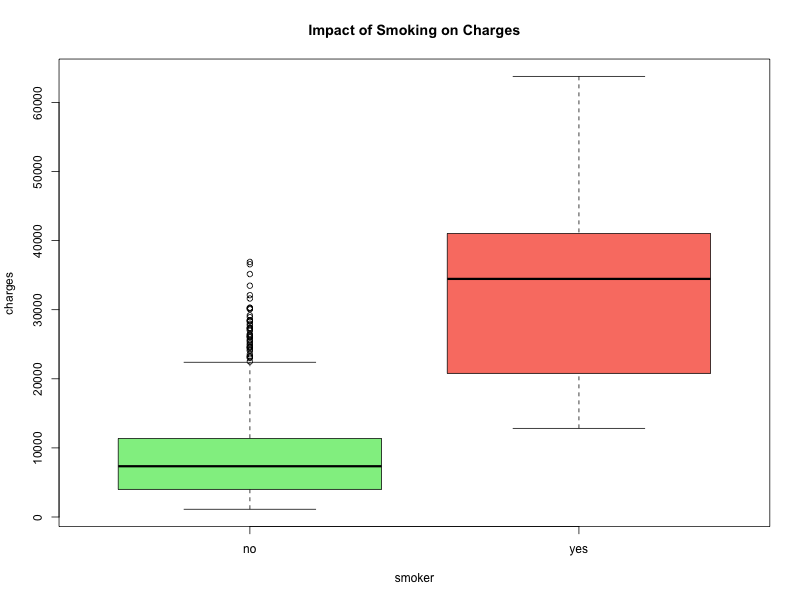 Impact of Smoking on Charges
charges
60000
50000
40000
30000
20000
10000
0
no
yes
smoker